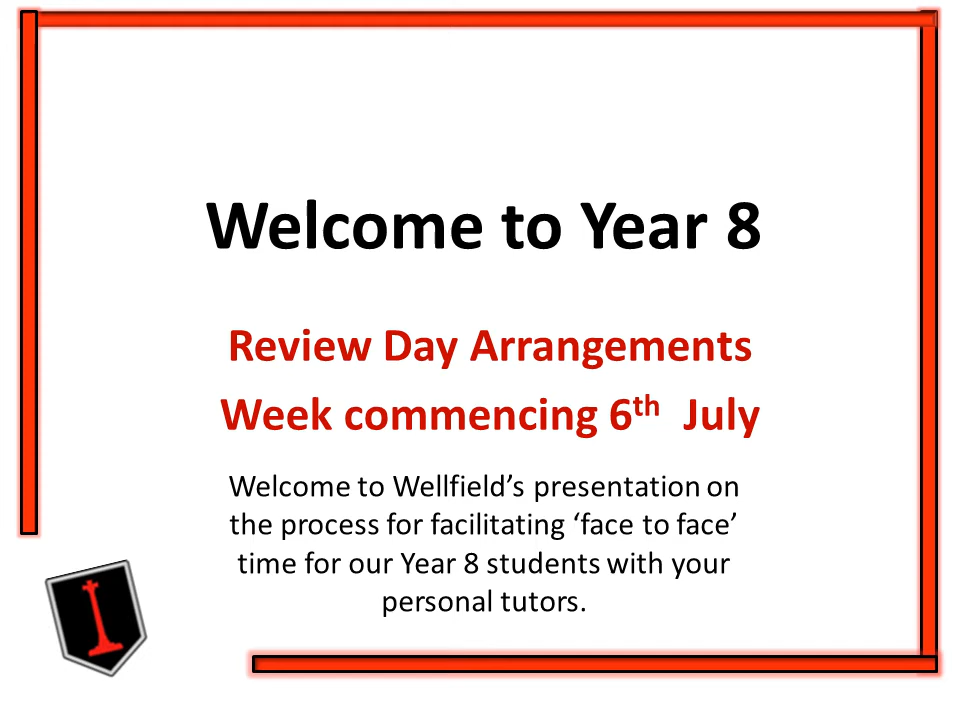 Welcome to Year 8
Review Day Arrangements
Week commencing 6th July
Welcome to Wellfield’s presentation on
the process for facilitating ‘face to face’
time for our Year 8 students with your
personal tutors.